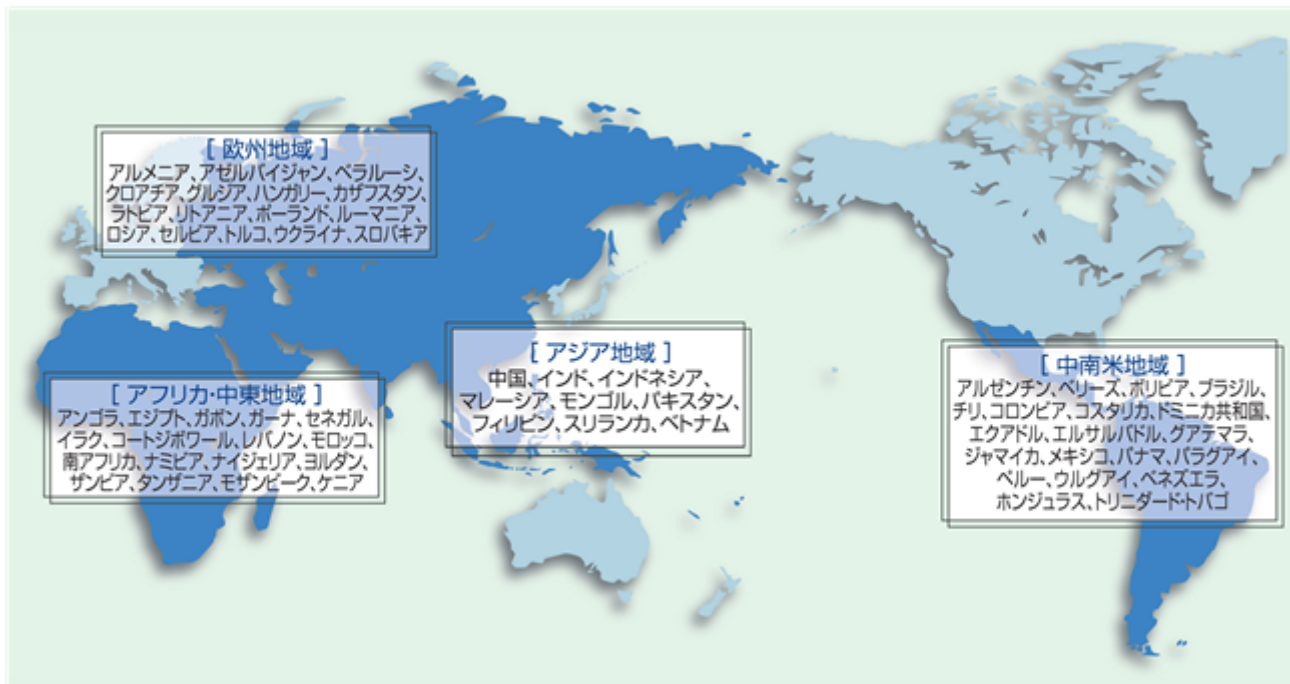 [ 欧州地域 ]
アルメニア、アゼルバイジャン、ベラルーシ、
クロアチア、グルジア、ハンガリー、カザフスタン、
ラトビア、リトアニア、ポーランド、ルーマニア、
ロシア、セルビア、トルコ、ウクライナ、スロバキア
[ アフリカ・中東地域 ]
アンゴラ、エジプト、ガボン、ガーナ、セネガル、
イラク、コートジボワール、レバノン、モロッコ、
南アフリカ、ナミビア、ナイジェリア、ヨルダン、
ザンビア、タンザニア、モザンビーク、ケニア
[ アジア地域 ]
中国、インド、インドネシア、
マレーシア、モンゴル、パキスタン、
フィリピン、スリランカ、ベトナム
[ 中南米地域 ]
アルゼンチン、ベリーズ、ボリビア、ブラジル、
チリ、コロンビア、コスタリカ、ドミニカ共和国、
エクアドル、エルサルバドル、グアテマラ、
ジャマイカ、メキシコ、パナマ、パラグアイ、
ペルー、ウルグアイ、ベネズエラ、
ホンジュラス、トリニダード・トバゴ